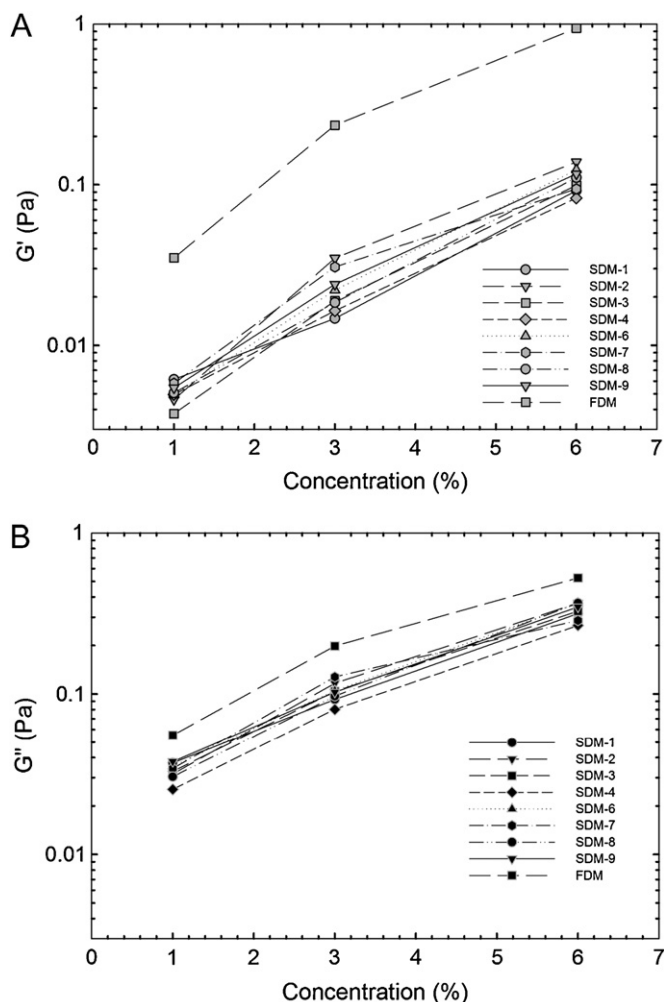 A
1
0.1
0.01
G' (Pa)
SDM-1
SDM-2
SDM-3
SDM-4
SDM-6
SDM-7
SDM-8
SDM-9
FDM
0 1 2 3 4 5 6 7
Concentration (%)
B
1
0.1
0.01
G" (Pa)
SDM-1
SDM-2
SDM-3
SDM-4
SDM-6
SDM-7
SDM-8
SDM-9
FDM
0 1 2 3 4 5 6 7
Concentration (%)